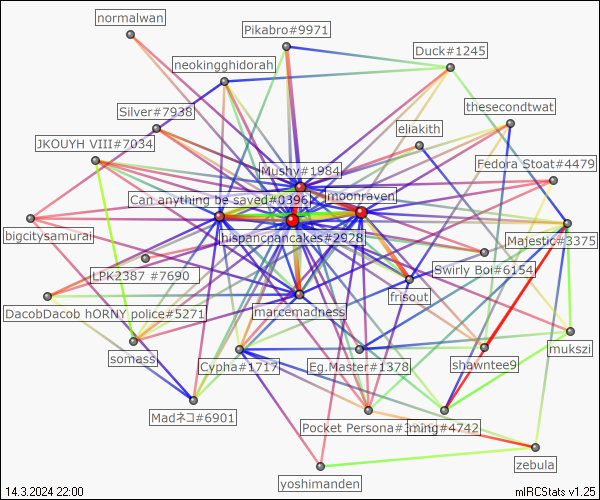 normalwan
Pikabro#9971
Duck#1245
neokingghidorah
thesecondtwat
Silver#7938
eliakith
JKOUYH VIII#7034
Mushy#1984
Fedora Stoat#4479
Can anything be saved#0396
moonraven
bigcitysamurai
hispancpancakes#2928
Majestic#3375
LPK2387 #7690
Swirly Boi#6154
frisout
DacobDacob hORNY police#5271
marcemadness
somass
Cypha#1717
Eg.Master#1378
shawntee9
mukszi
Madネコ#6901
Pocket Persona#
ming#4742
zebula
yoshimanden
14.3.2024 22:00
mIRCStats v1.25